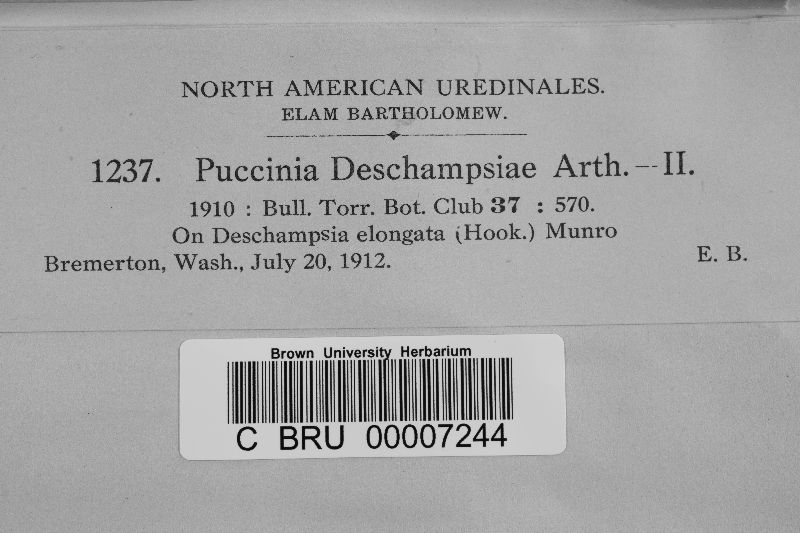 NORTH AMERICAN UREDINALES.
ELAM BARTHOLOMEW.
1237. Puccinia Deschampsiae Arth.—II.
1910 : Bull. Torr. Bot. Club 37 : 570.
On Deschampsia elongata (Hook.) Munro
Bremerton, Wash., July 20, 1912. E. B.
Brown University Herbarium
C BRU 00007244